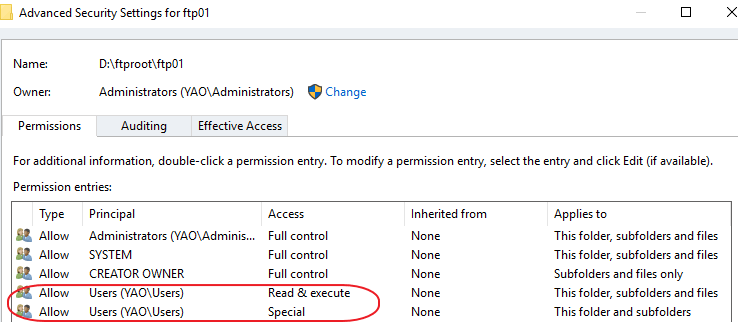 Advanced Security Settings for ftp01
Name: D:\ftproot\ftp01
Owner: Administrators (YAO\Administrators) Change
Permissions Auditing Effective Access
For additional information, double-click a permission entry. To modify a permission entry, select the entry and click Edit (if available).
Permission entries:
Type Principal Access Inherited from Applies to
Allow Administrators (YAO\Adminis... Full control None This folder, subfolders and files
Allow SYSTEM Full control None This folder, subfolders and files
Allow CREATOR OWNER Full control None Subfolders and files only
Allow Users (YAO\Users) Read & execute None This folder, subfolders and files
Allow Users (YAO\Users) Special None This folder and subfolders